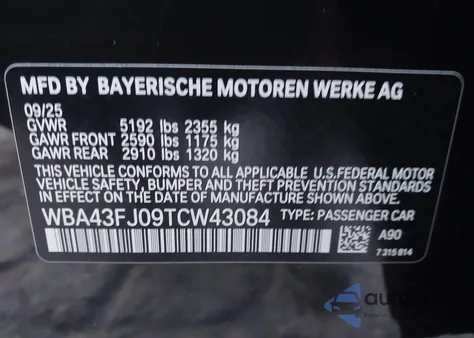 MFD BY BAYERISCHE MOTOREN WERKE AG
09/25
GVWR 5192 lbs 2355 kg
GAWR FRONT 2590 lbs 1175 kg
GAWR REAR 2910 lbs 1320 kg
THIS VEHICLE CONFORMS TO ALL APPLICABLE U.S.FEDERAL MOTOR
VEHICLE SAFETY, BUMPER AND THEFT PREVENTION STANDARDS
IN EFFECT ON THE DATE OF MANUFACTURE SHOWN ABOVE.
WBA43FJ09TCW43084 TYPE: PASSENGER CAR
A90
7315814